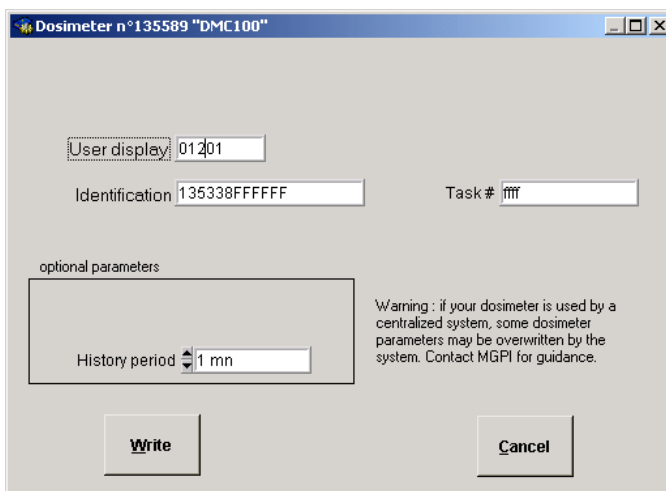 Dosimeter n°135589 "DMC100"
User display 01201
Identification 135338FFFFFF
Task # ffff
optional parameters
History period 1 mn
Warning : if your dosimeter is used by a
centralized system, some dosimeter
parameters may be overwritten by the
system. Contact MGPI for guidance.
Write
Cancel